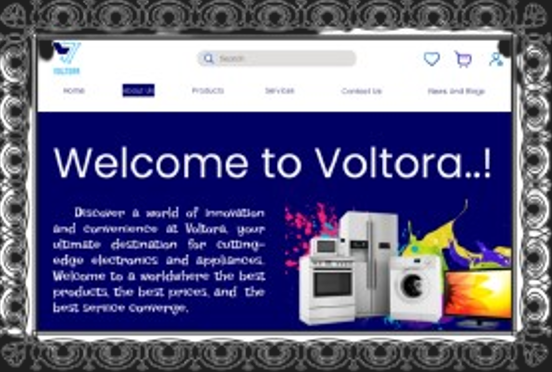 VOLTORA
Search
Home About Us Products Services Contact Us News And Blogs
Welcome to Voltora..!
Discover a world of innovation
and convenience at Voltora, your
ultimate destination for cutting-
edge electronics and appliances.
Welcome to a worldwhere the best
products, the best prices, and the
best service converge.